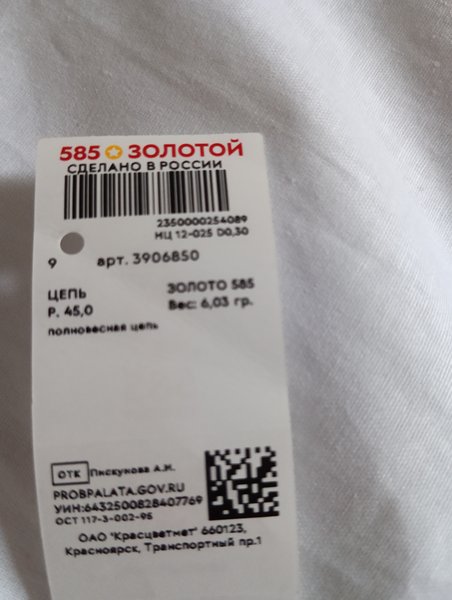 585 ЗОЛОТОЙ
СДЕЛАНО В РОССИИ
2350000254089
НЦ 12-025 D0,30
9 арт. 3906850
ЦЕПЬ ЗОЛОТО 585
Р. 45,0 Вес: 6,03 гр.
полновесная цепь
ОТК Пискунова А.И.
PROBPALATA.GOV.RU
УИН:6432500828407769
ОСТ 117-3-002-95
ОАО "Красцветмет" 660123,
Красноярск, Транспортный пр.1